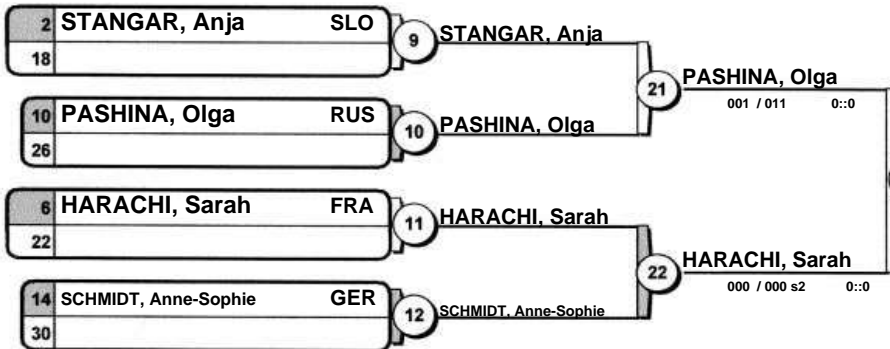 2 STANGAR, Anja SLO
18
9
STANGAR, Anja
21
PASHINA, Olga
001 / 011 0::0
10 PASHINA, Olga RUS
26
10
PASHINA, Olga
6 HARACHI, Sarah FRA
22
11
HARACHI, Sarah
22
HARACHI, Sarah
000 / 000 s2 0::0
14 SCHMIDT, Anne-Sophie GER
30
12
SCHMIDT, Anne-Sophie